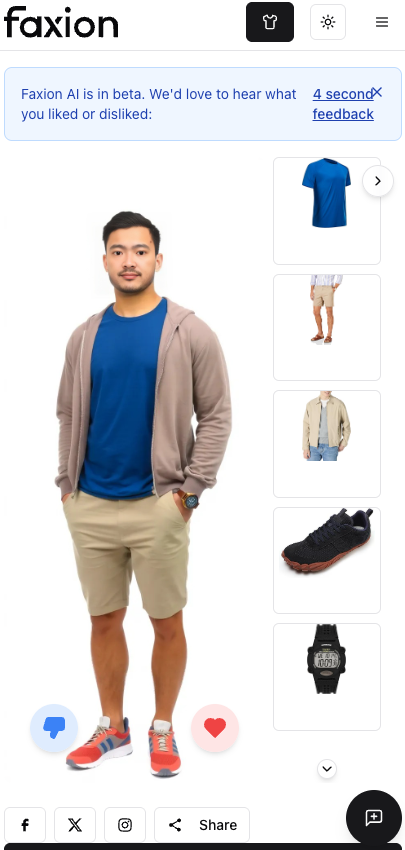 faxion
Faxion AI is in beta. We'd love to hear what
you liked or disliked:
4 second
feedback
Share